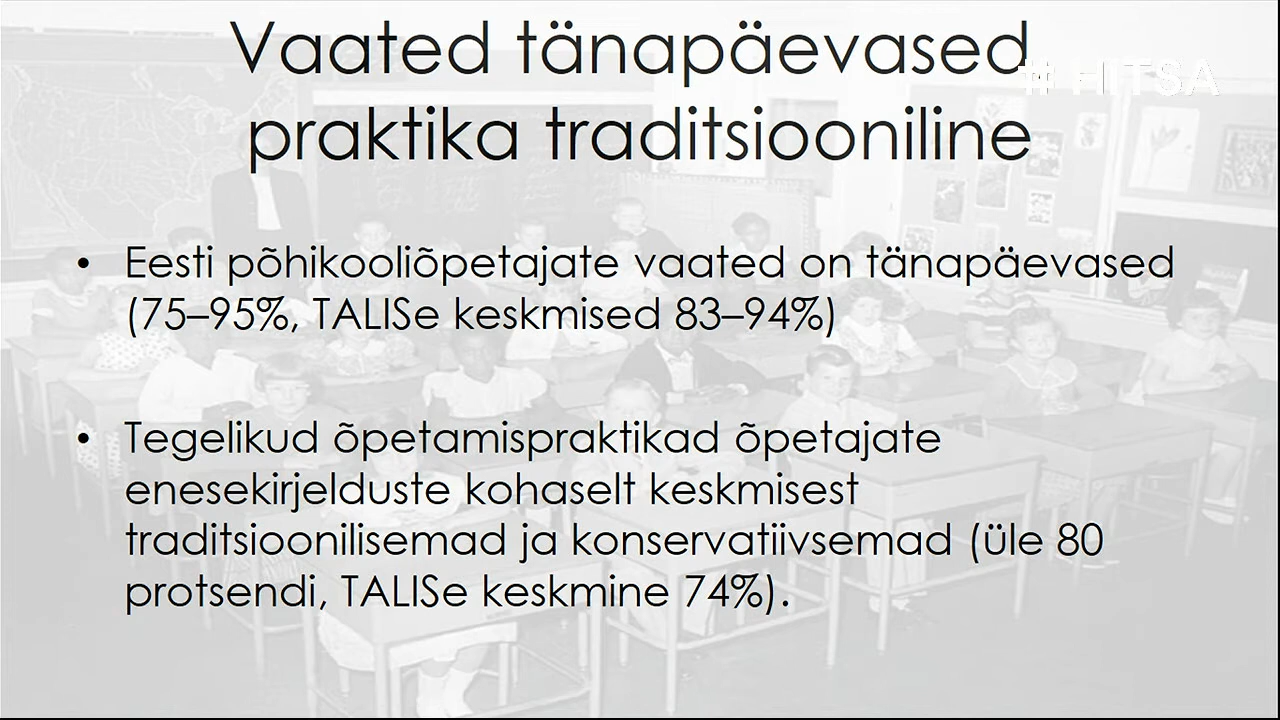 Vaated tänapäevased
# HITSA
praktika traditsiooniline
• Eesti põhikooliõpetajate vaated on tänapäevased
(75–95%, TALISe keskmised 83–94%)
• Tegelikud õpetamispraktikad õpetajate
enesekirjelduste kohaselt keskmisest
traditsioonilisemad ja konservatiivsemad (üle 80
protsendi, TALISe keskmine 74%).